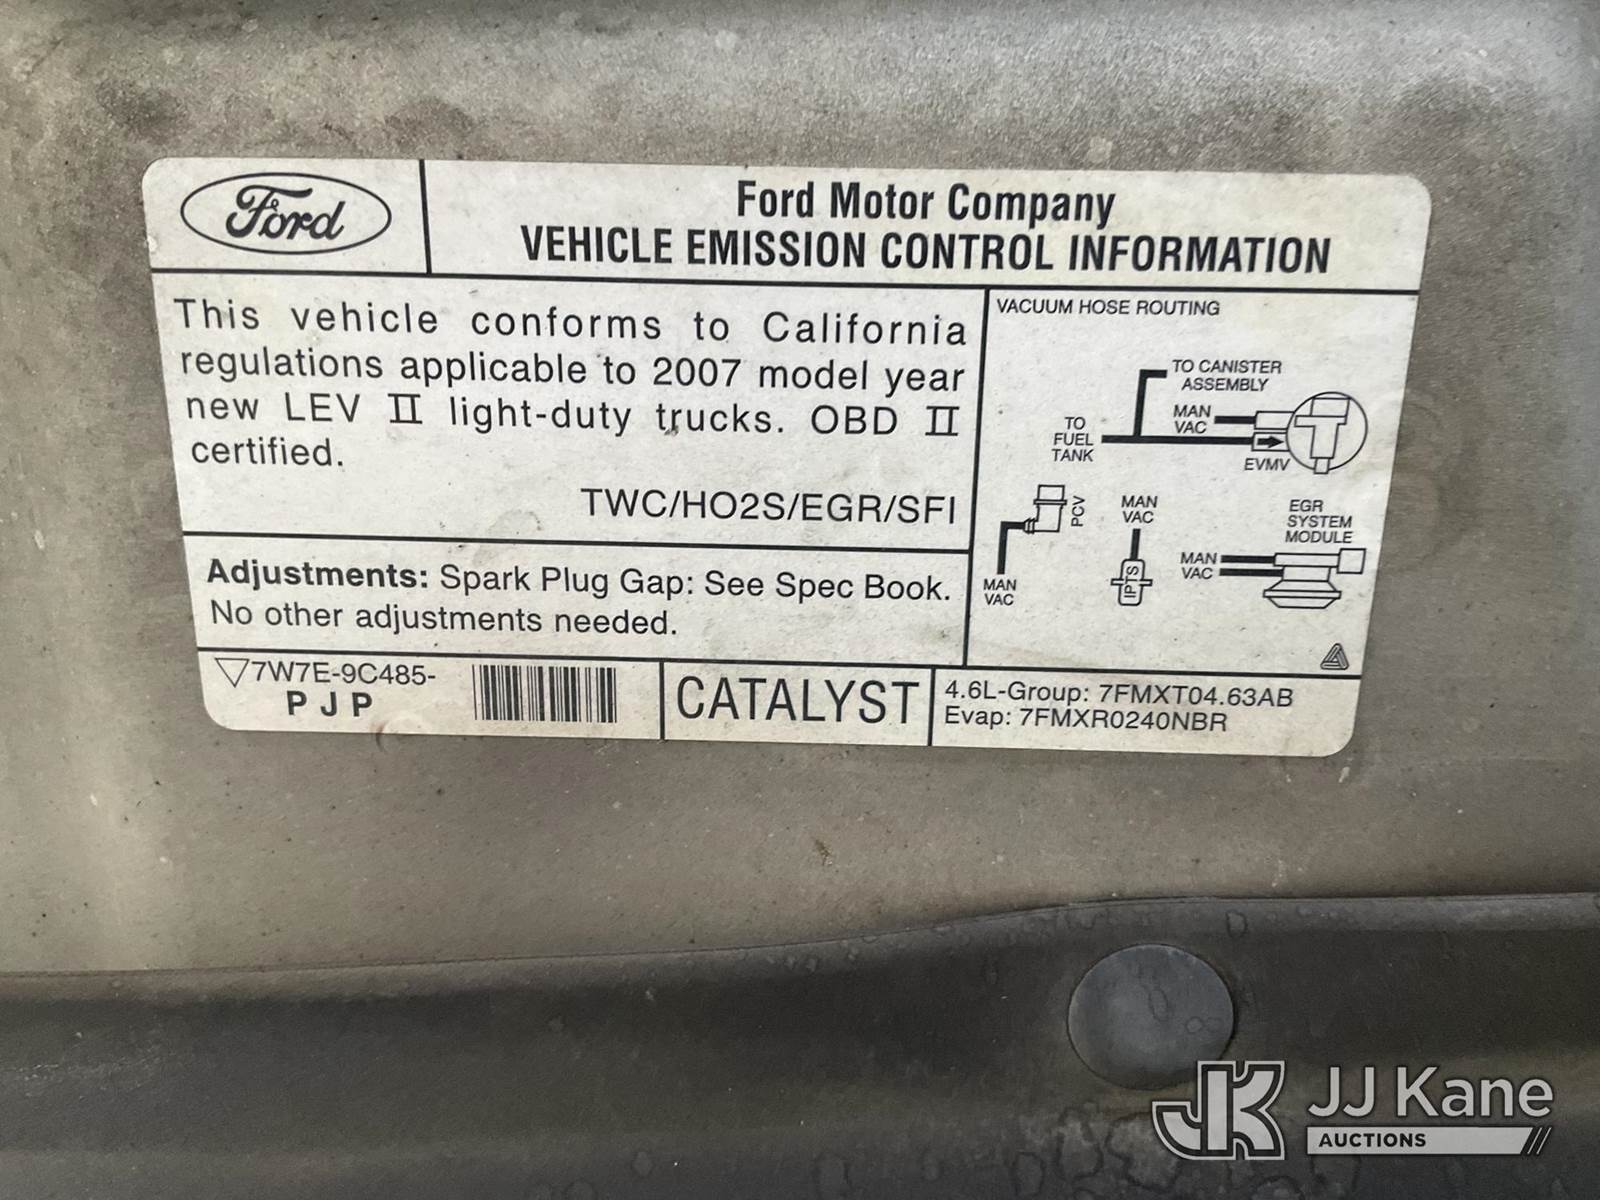 Ford
Ford Motor Company
VEHICLE EMISSION CONTROL INFORMATION
This vehicle conforms to California
regulations applicable to 2007 model year
new LEV II light-duty trucks. OBD II
certified.
TWC/HO2S/EGR/SFI
Adjustments: Spark Plug Gap: See Spec Book.
No other adjustments needed.
VACUUM HOSE ROUTING
TO CANISTER
ASSEMBLY
MAN
VAC
TO
FUEL
TANK
EVMV
PCV
MAN
VAC
MAN
VAC
IPTS
EGR
SYSTEM
MODULE
MAN
VAC
7W7E-9C485-
PJP
CATALYST
4.6L-Group: 7FMXT04.63AB
Evap: 7FMXR0240NBR
JK JJ Kane
AUCTIONS